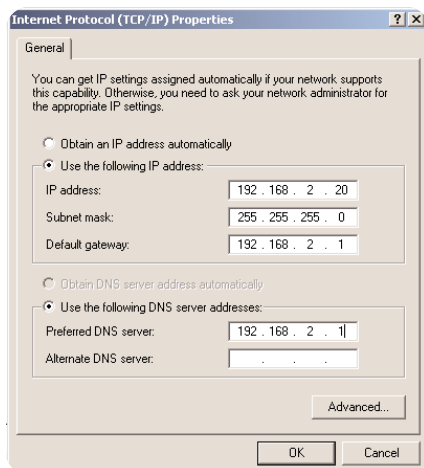 Internet Protocol (TCP/IP) Properties
General
You can get IP settings assigned automatically if your network supports
this capability. Otherwise, you need to ask your network administrator for
the appropriate IP settings.
Obtain an IP address automatically
Use the following IP address:
IP address: 192 . 168 . 2 . 20
Subnet mask: 255 . 255 . 255 . 0
Default gateway: 192 . 168 . 2 . 1
Obtain DNS server address automatically
Use the following DNS server addresses:
Preferred DNS server: 192 . 168 . 2 . 1
Alternate DNS server: . . .
Advanced...
OK Cancel